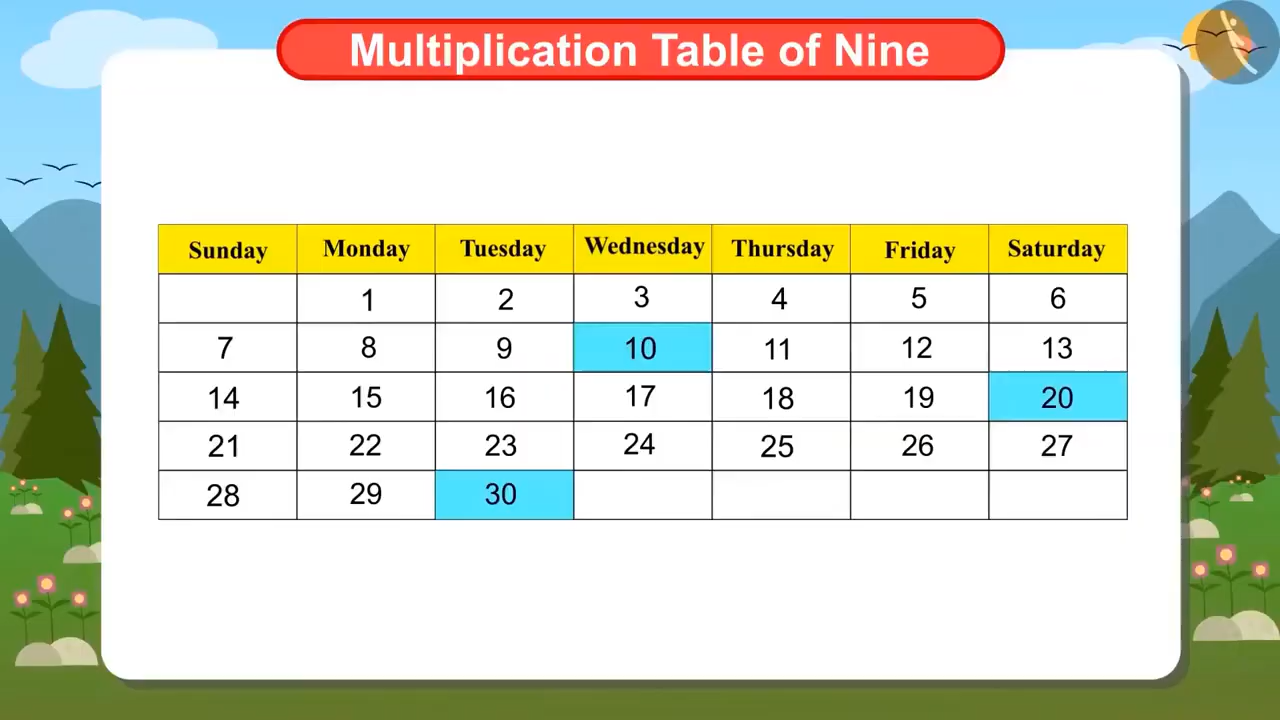 Multiplication Table of Nine
Sunday Monday Tuesday Wednesday Thursday Friday Saturday
1 2 3 4 5 6
7 8 9 10 11 12 13
14 15 16 17 18 19 20
21 22 23 24 25 26 27
28 29 30